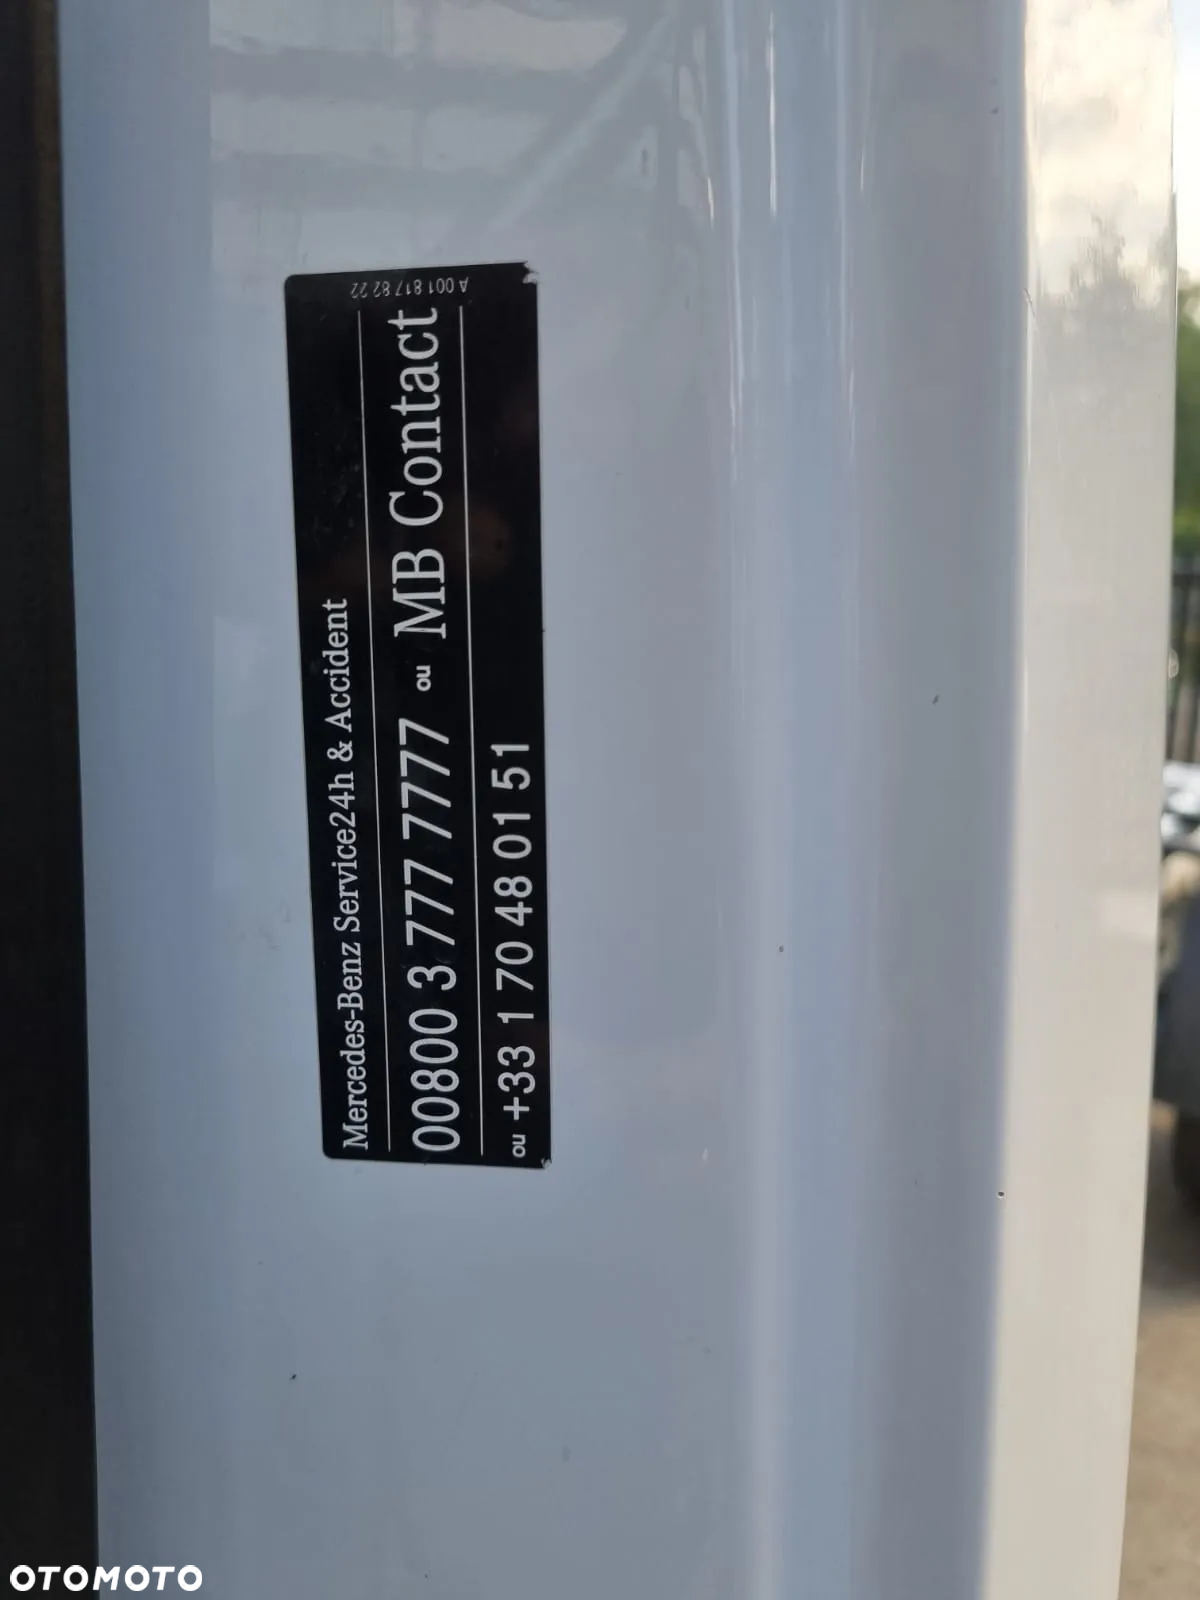 Mercedes-Benz Service24h & Accident
00800 3 777 7777 ou MB Contact
ou +33 1 70 48 01 51
A 001 817 82 22
OTOMOTO